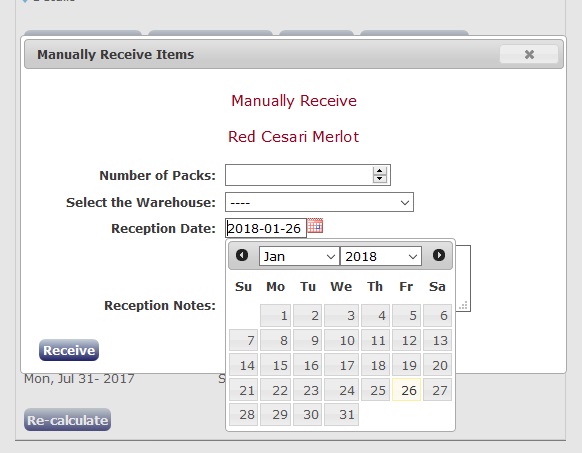 Manually Receive Items
Manually Receive
Red Cesari Merlot
Number of Packs:
Select the Warehouse: ----
Reception Date: 2018-01-26
Jan 2018
Su Mo Tu We Th Fr Sa
1 2 3 4 5 6
7 8 9 10 11 12 13
14 15 16 17 18 19 20
21 22 23 24 25 26 27
28 29 30 31
Reception Notes:
Receive
Mon, Jul 31- 2017 S
Re-calculate